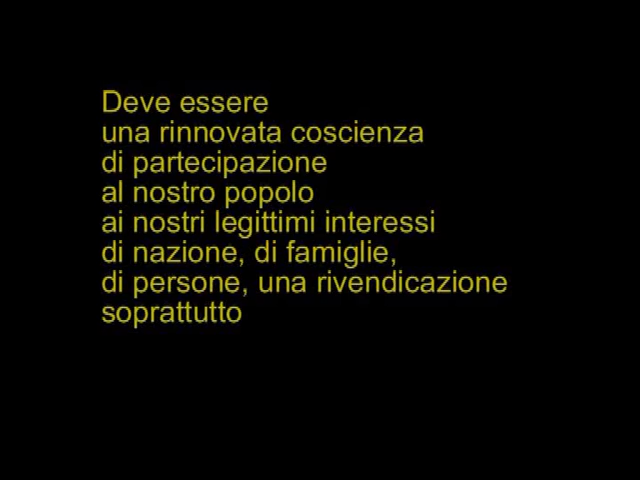 Deve essere
una rinnovata coscienza
di partecipazione
al nostro popolo
ai nostri legittimi interessi
di nazione, di famiglie,
di persone, una rivendicazione
soprattutto